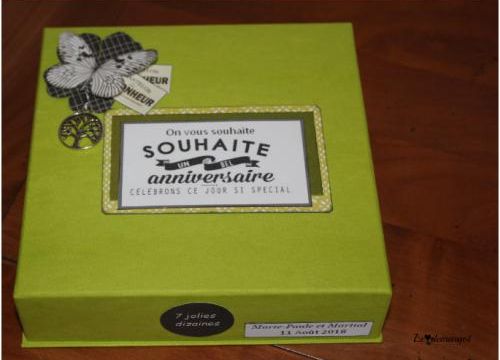 BONHEUR
On vous souhaite
SOUHAITE
UN BEL
anniversaire
CÉLÉBRONS CE JOUR SI SPÉCIAL
7 jolies
dizaines
Marie-Paule et Martial
11 Août 2018